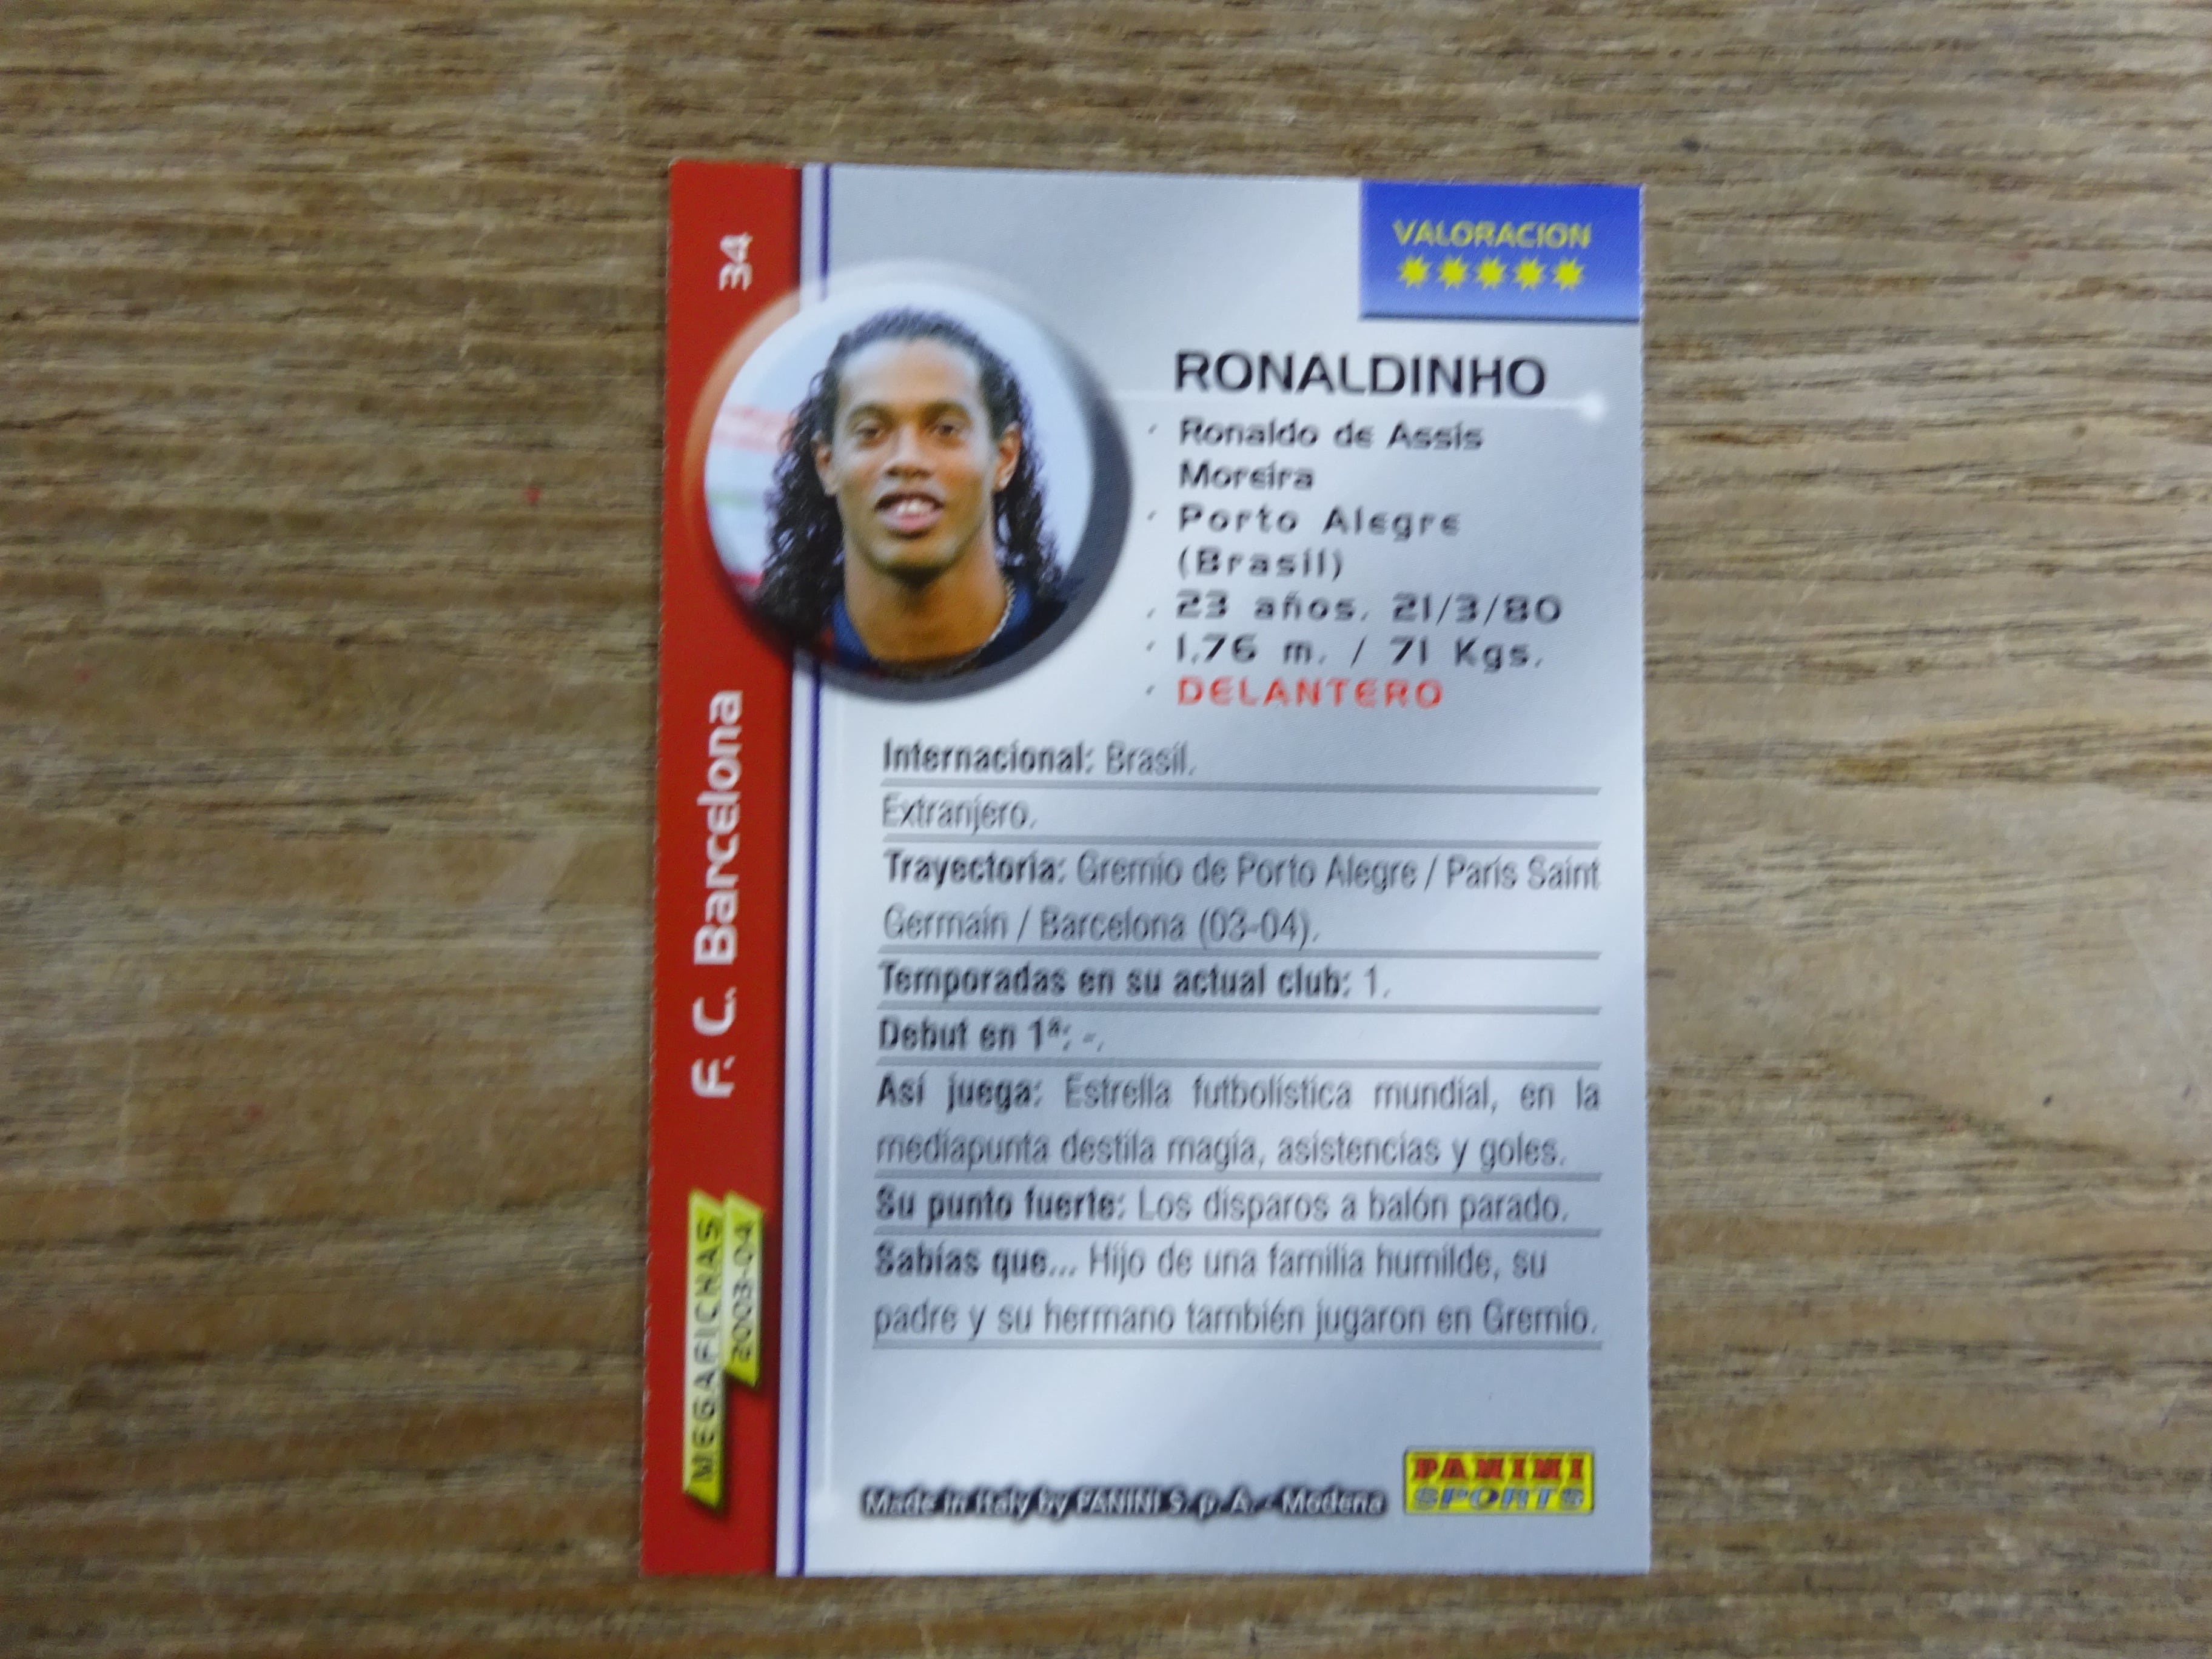 34
F. C. Barcelona
MEGAFICHAS
2003-04
VALORACION
RONALDINHO
Ronaldo de Assis
Moreira
Porto Alegre
(Brasil)
23 años. 21/3/80
1.76 m. / 71 Kgs.
DELANTERO
Internacional: Brasil.
Extranjero.
Trayectoria: Gremio de Porto Alegre / París Saint
Germain / Barcelona (03-04).
Temporadas en su actual club: 1.
Debut en 1ª: -.
Así juega: Estrella futbolística mundial, en la
mediapunta destila magia, asistencias y goles.
Su punto fuerte: Los disparos a balón parado.
Sabías que... Hijo de una familia humilde, su
padre y su hermano también jugaron en Gremio.
Made in Italy by PANINI S. p. A. - Modena
PANINI
SPORTS